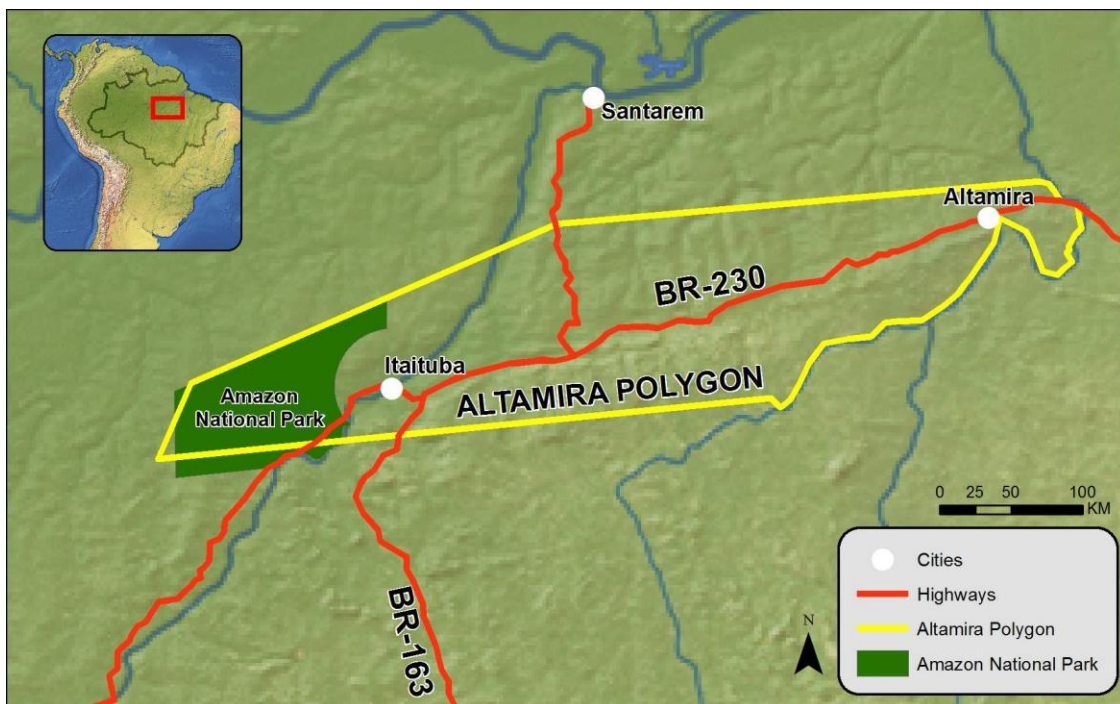 Santarem
Altamira
BR-230
Itaituba
ALTAMIRA POLYGON
Amazon
National Park
BR-163
0 25 50 100
KM
N
Cities
Highways
Altamira Polygon
Amazon National Park